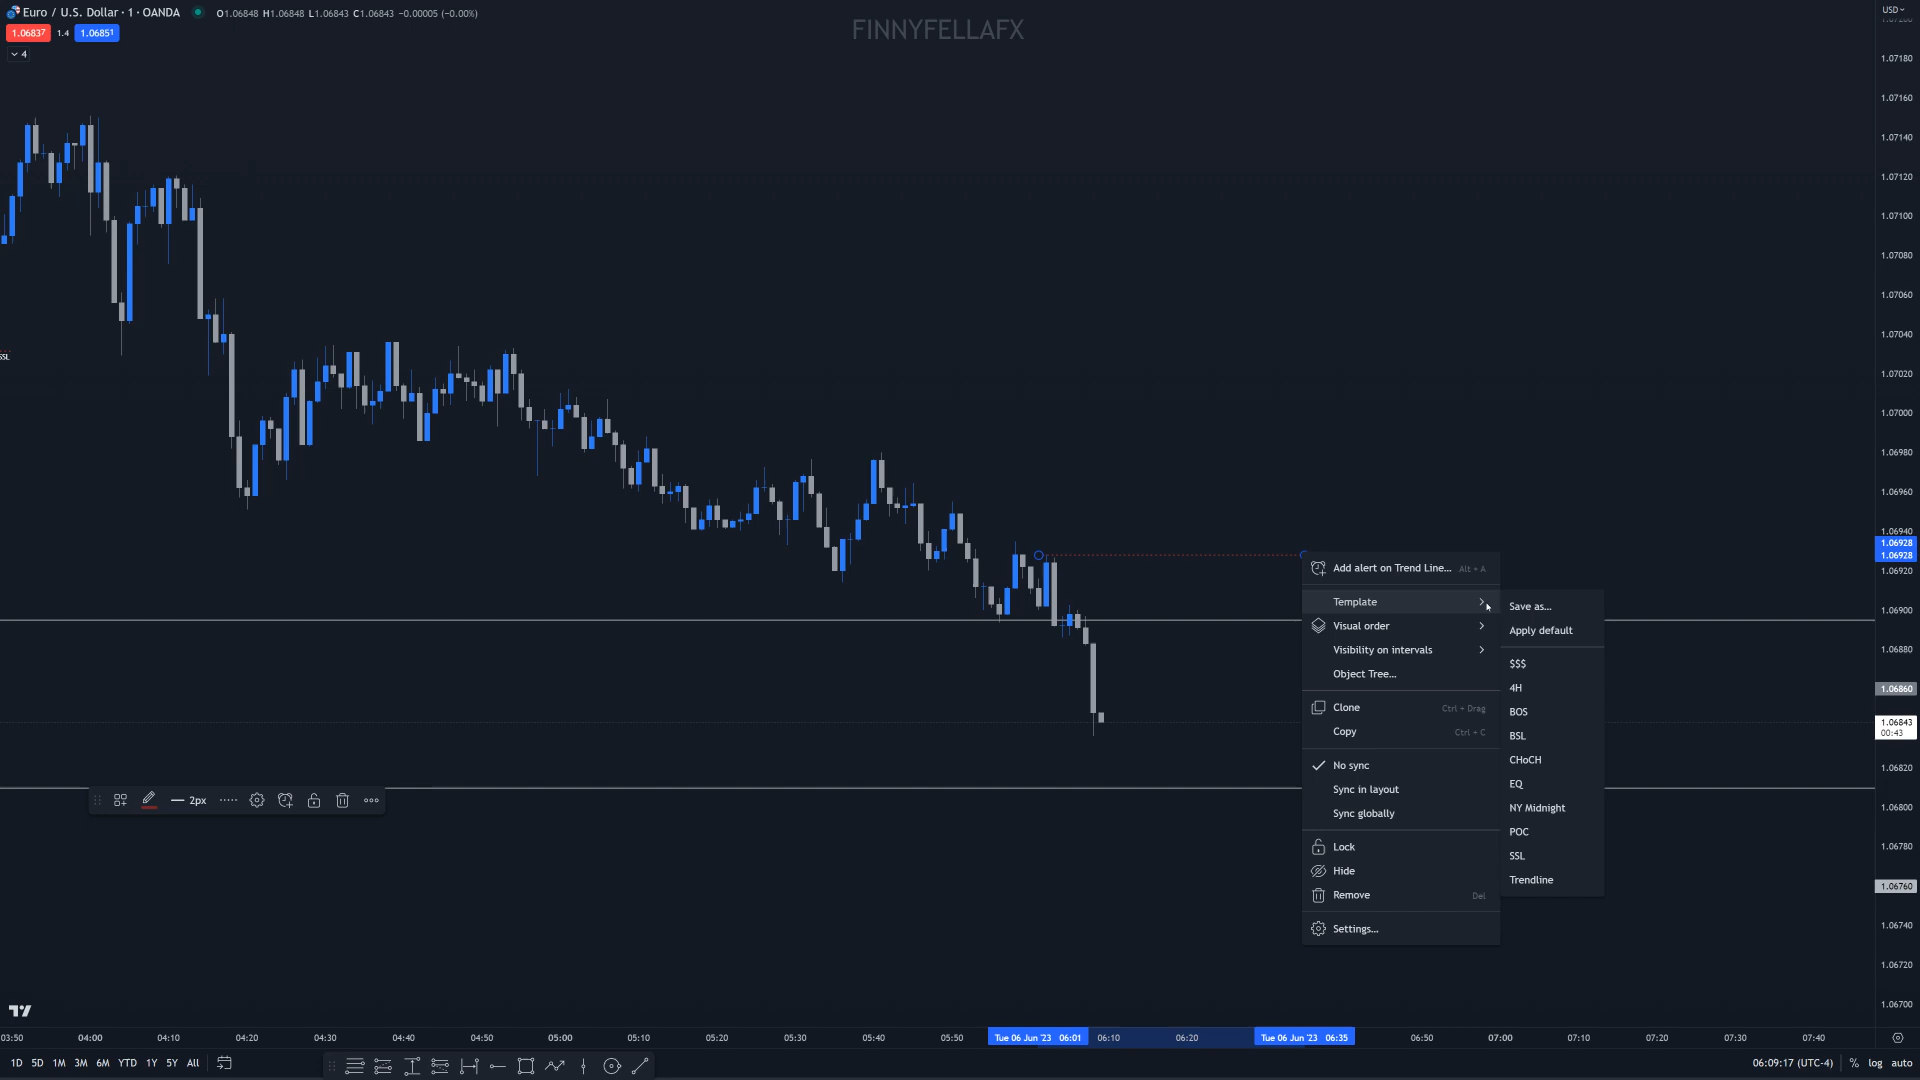 Euro / U.S. Dollar · 1 · OANDA
O1.06848 H1.06848 L1.06843 C1.06843 −0.00005 (−0.00%)
FINNYFELLAFX
USD
1.06837
1.4
1.06851
4
1.07180
1.07160
1.07140
1.07120
1.07100
1.07080
1.07060
1.07040
SSL
1.07020
1.07000
1.06980
1.06960
1.06940
1.06928
1.06928
1.06920
1.06900
1.06880
1.06860
1.06843
00:43
1.06820
1.06800
1.06780
1.06760
1.06740
1.06720
1.06700
Add alert on Trend Line... Alt + A
Template
Visual order
Visibility on intervals
Object Tree...
Clone Ctrl + Drag
Copy Ctrl + C
No sync
Sync in layout
Sync globally
Lock
Hide
Remove Del
Settings...
Save as...
Apply default
$$$
4H
BOS
BSL
CHoCH
EQ
NY Midnight
POC
SSL
Trendline
2px
03:50 04:00 04:10 04:20 04:30 04:40 04:50 05:00 05:10 05:20 05:30 05:40 05:50 Tue 06 Jun '23 06:01 06:10 06:20 Tue 06 Jun '23 06:35 06:50 07:00 07:10 07:20 07:30 07:40
1D 5D 1M 3M 6M YTD 1Y 5Y All
06:09:17 (UTC-4) % log auto